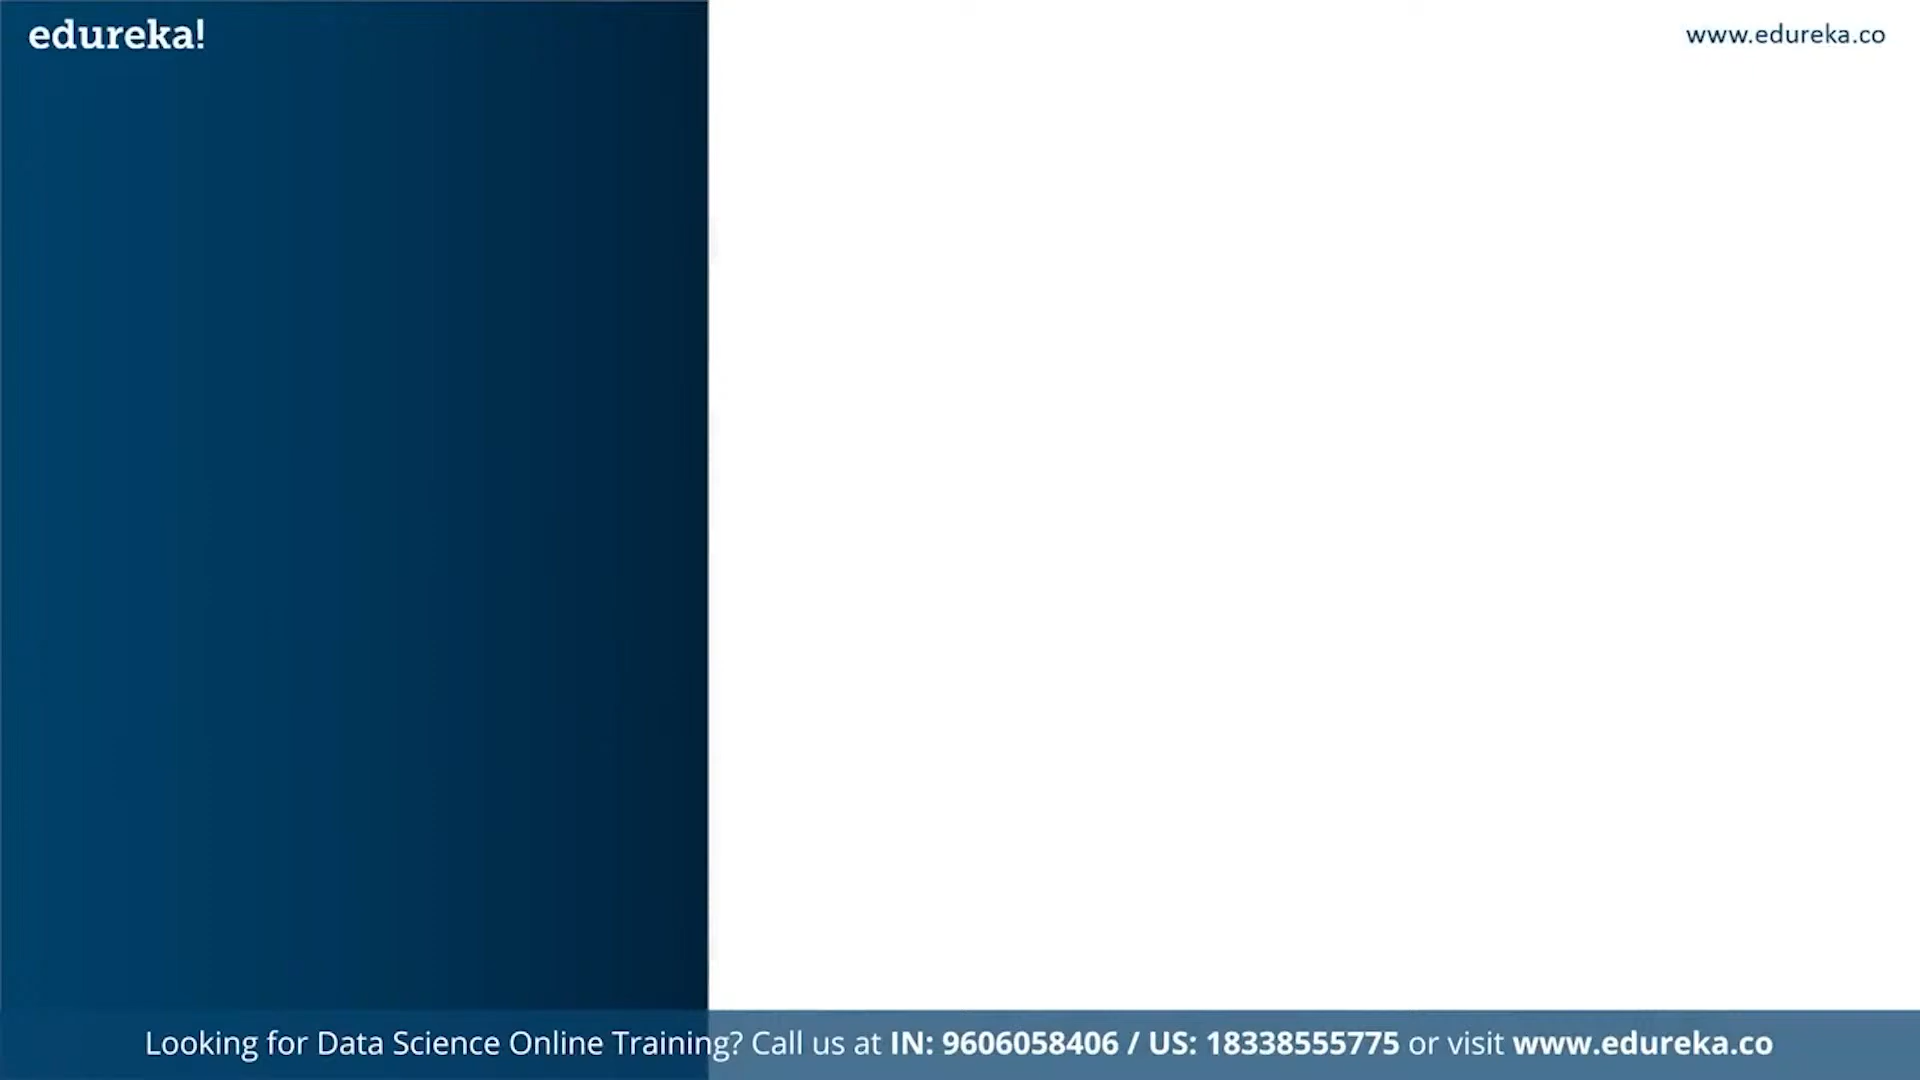 edureka!
www.edureka.co
Looking for Data Science Online Training? Call us at IN: 9606058406 / US: 18338555775 or visit www.edureka.co